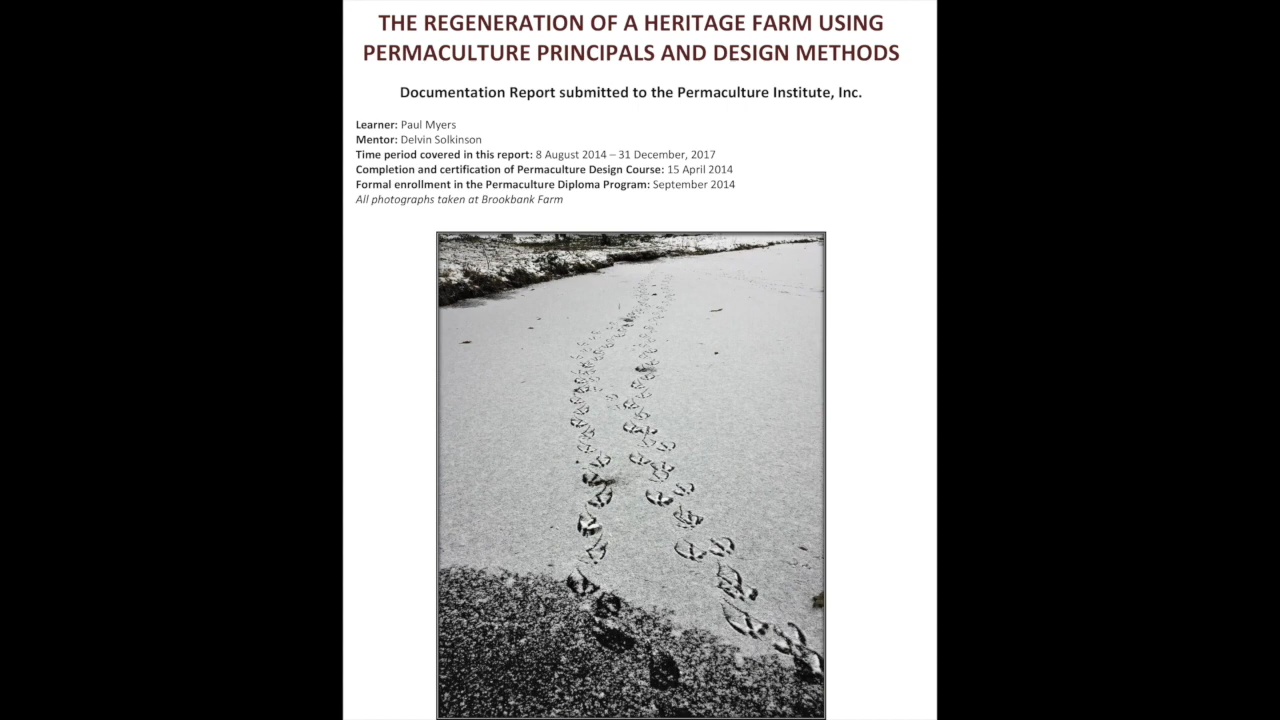 THE REGENERATION OF A HERITAGE FARM USING
PERMACULTURE PRINCIPALS AND DESIGN METHODS
Documentation Report submitted to the Permaculture Institute, Inc.
Learner: Paul Myers
Mentor: Delvin Solkinson
Time period covered in this report: 8 August 2014 – 31 December, 2017
Completion and certification of Permaculture Design Course: 15 April 2014
Formal enrollment in the Permaculture Diploma Program: September 2014
All photographs taken at Brookbank Farm